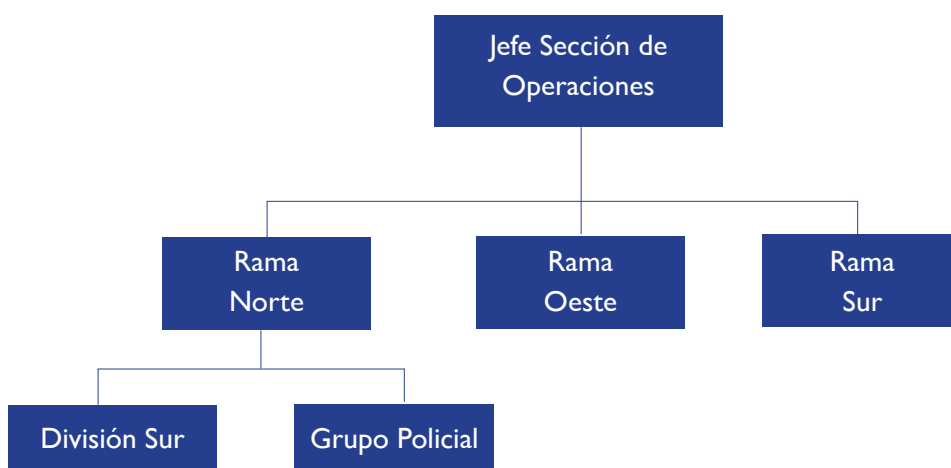 Jefe Sección de
Operaciones
Rama
Norte
Rama
Oeste
Rama
Sur
División Sur
Grupo Policial